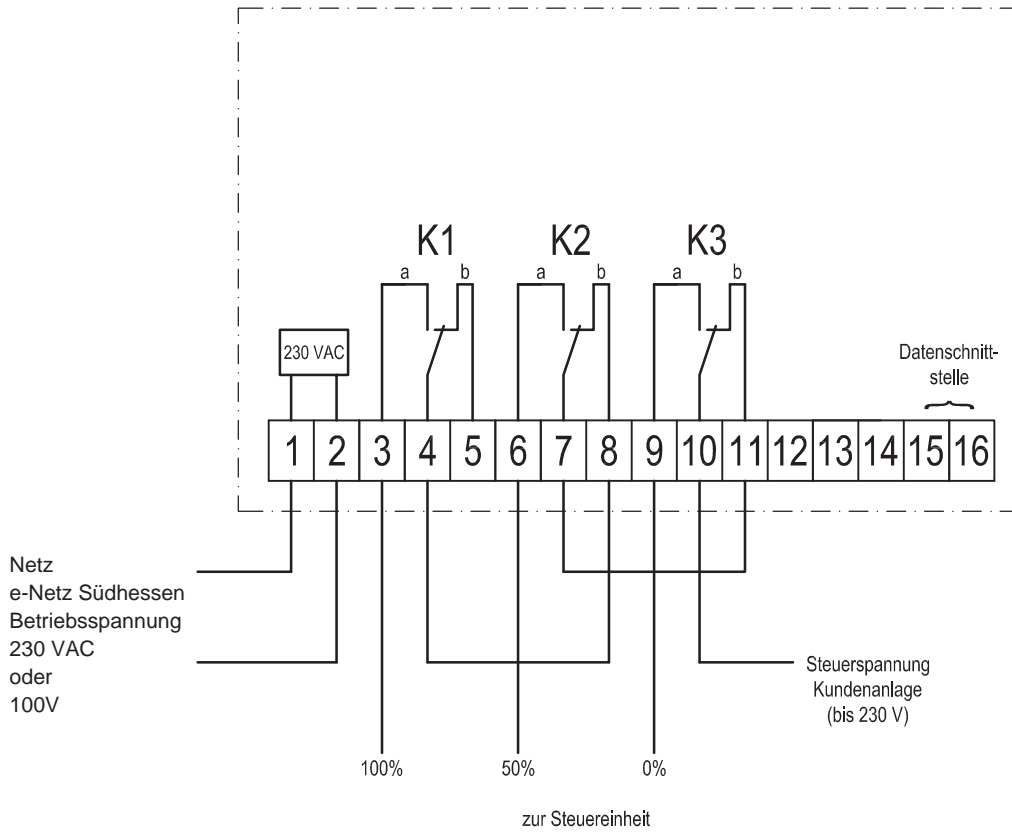 K1 K2 K3
a b a b a b
230 VAC
Datenschnitt-
stelle
1 2 3 4 5 6 7 8 9 10 11 12 13 14 15 16
Netz
e-Netz Südhessen
Betriebsspannung
230 VAC
oder
100V
Steuerspannung
Kundenanlage
(bis 230 V)
100% 50% 0%
zur Steuereinheit